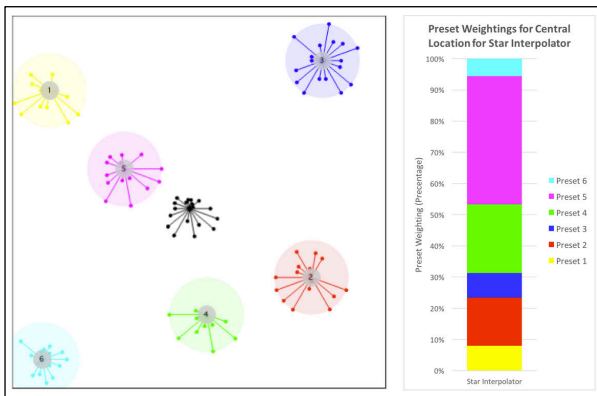 1
3
5
2
4
6
Preset Weightings for Central
Location for Star Interpolator
100%
90%
80%
70%
60%
50%
40%
30%
20%
10%
0%
Preset Weighting (Precentage)
Star Interpolator
Preset 6
Preset 5
Preset 4
Preset 3
Preset 2
Preset 1